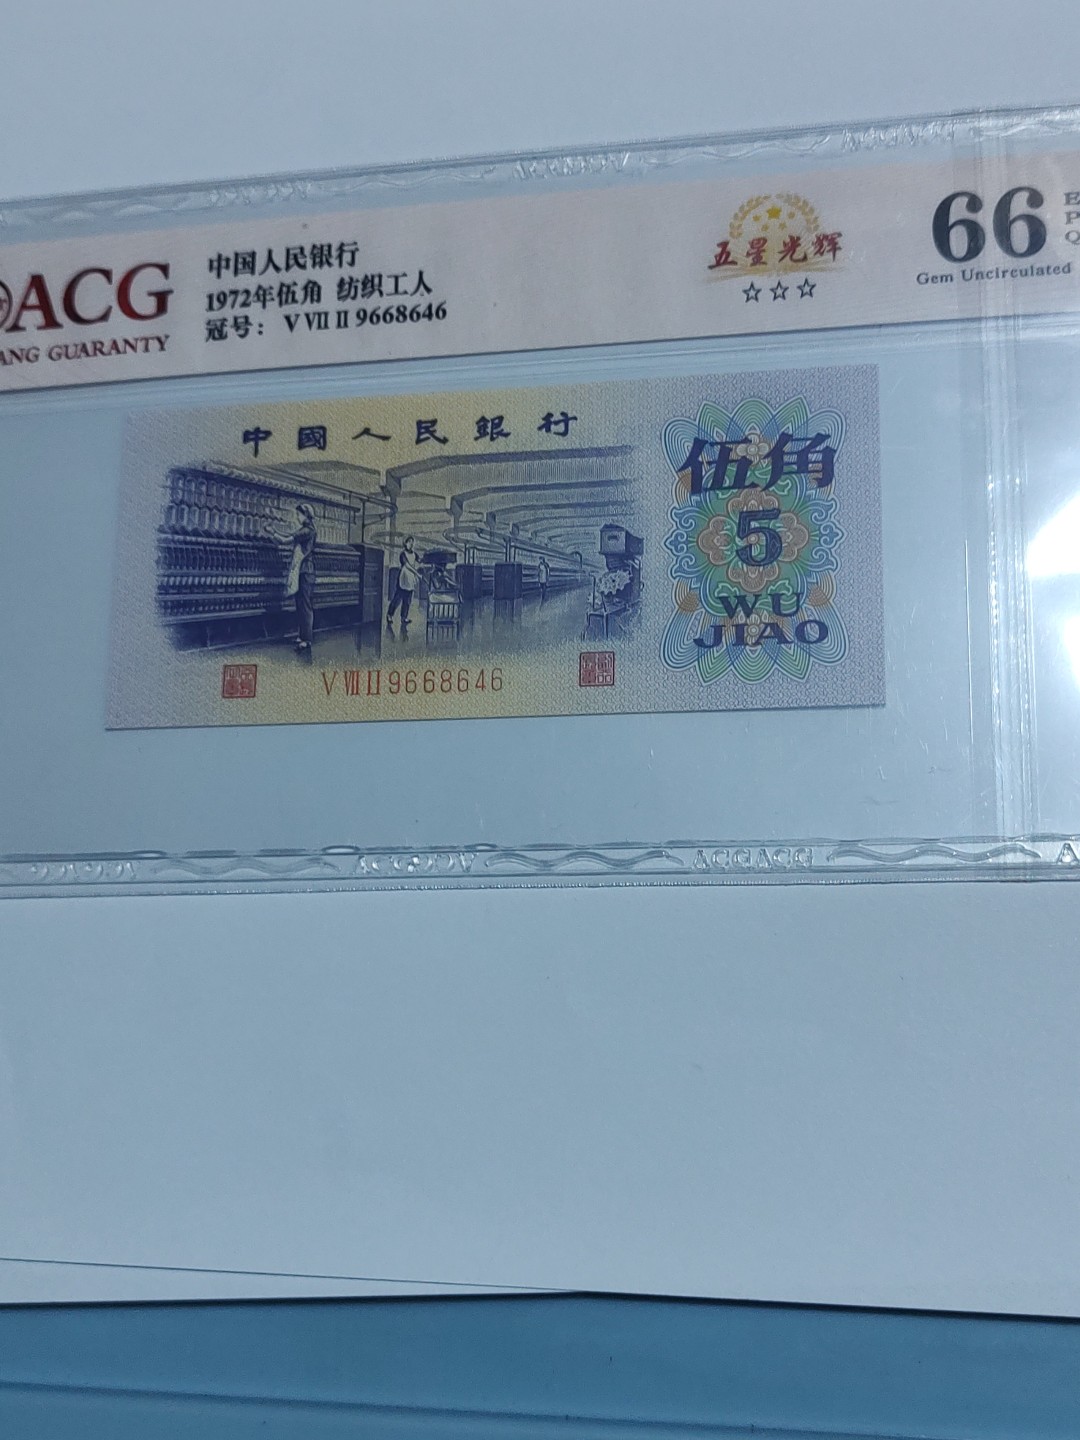 ACG
ANG GUARANTY
中国人民银行
1972年伍角 纺织工人
冠号： V VII II 9668646
五星光辉
66
E
P
Q
Gem Uncirculated
中國人民銀行
伍角
5
WU
JIAO
V VII II 9668646
ACGACG